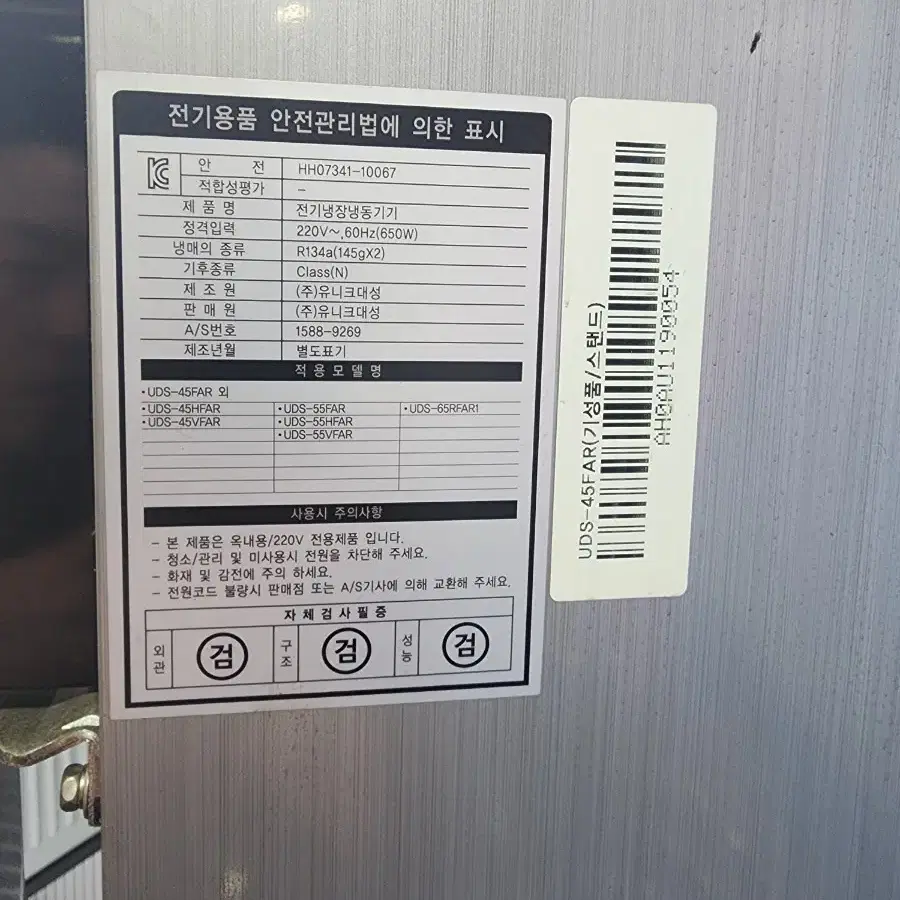 전기용품 안전관리법에 의한 표시
안 전 HH07341-10067
적합성평가 -
제 품 명 전기냉장냉동기기
정격입력 220V~,60Hz(650W)
냉매의 종류 R134a(145gX2)
기후종류 Class(N)
제 조 원 (주)유니크대성
판 매 원 (주)유니크대성
A/S번호 1588-9269
제조년월 별도표기
적 용 모 델 명
·UDS-45FAR 외
·UDS-45HFAR ·UDS-55FAR ·UDS-65RFAR1
·UDS-45VFAR ·UDS-55HFAR
·UDS-55VFAR
사용시 주의사항
- 본 제품은 옥내용/220V 전용제품 입니다.
- 청소/관리 및 미사용시 전원을 차단해 주세요.
- 화재 및 감전에 주의 하세요.
- 전원코드 불량시 판매점 또는 A/S기사에 의해 교환해 주세요.
자 체 검 사 필 증
외관 검 구조 검 성능 검
UDS-45FAR(기성품/스탠드)
AH0AU11190054